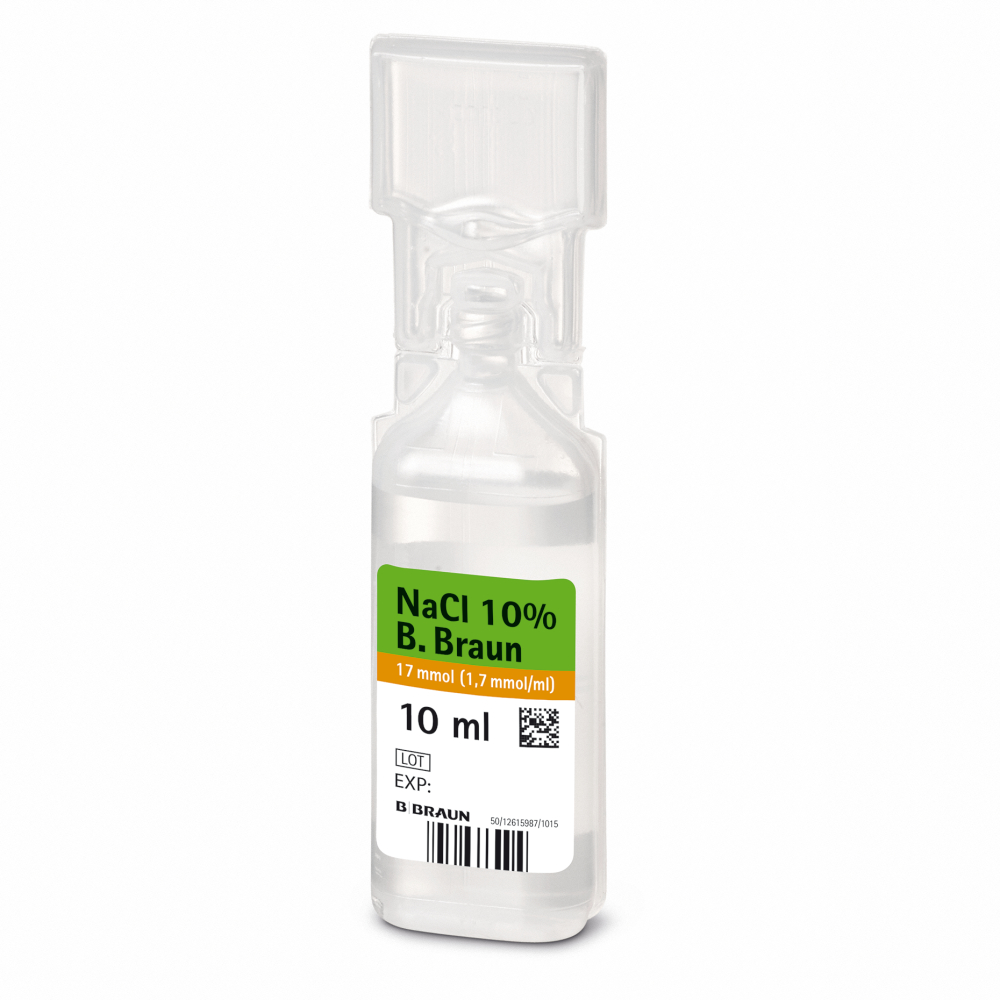 NaCl 10%
B. Braun
17 mmol (1,7 mmol/ml)
10 ml
LOT
EXP:
B|BRAUN
50/12615987/1015